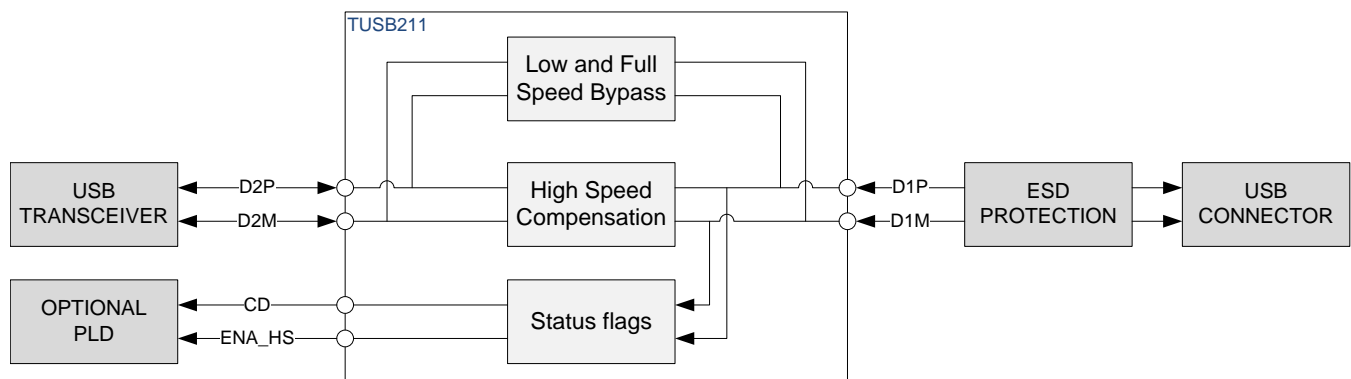 TUSB211
Low and Full
Speed Bypass
USB
TRANSCEIVER
D2P
D2M
High Speed
Compensation
D1P
D1M
ESD
PROTECTION
USB
CONNECTOR
OPTIONAL
PLD
CD
ENA_HS
Status flags